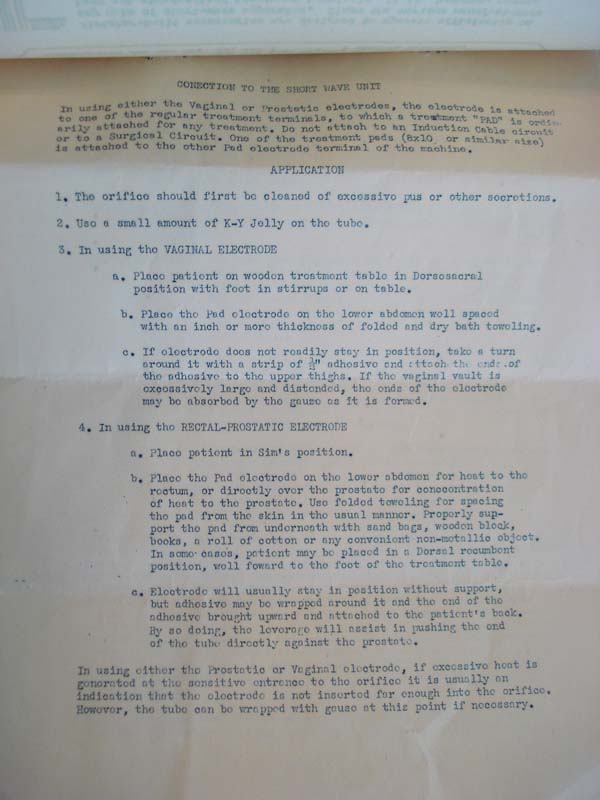 CONECTION TO THE SHORT WAVE UNIT
In using either the Vaginal or Prostatic electrodes, the electrode is attached
to one of the regular treatment terminals, to which a treatment "PAD" is ordin-
arily attached for any treatment. Do not attach to an Induction Cable circuit
or to a Surgical Circuit. One of the treatment pads (8x10 or similar size)
is attached to the other Pad electrode terminal of the machine.
APPLICATION
1. The orifice should first be cleaned of excessive pus or other secretions.
2. Use a small amount of K-Y Jelly on the tube.
3. In using the VAGINAL ELECTRODE
a. Place patient on wooden treatment table in Dorsosacral
position with foot in stirrups or on table.
b. Place the Pad electrode on the lower abdomen well spaced
with an inch or more thickness of folded and dry bath toweling.
c. If electrode does not readily stay in position, take a turn
around it with a strip of ½" adhesive and attach the ends of
the adhesive to the upper thighs. If the vaginal vault is
excessively large and distended, the ends of the electrode
may be absorbed by the gauze as it is formed.
4. In using the RECTAL-PROSTATIC ELECTRODE
a. Place patient in Sim's position.
b. Place the Pad electrode on the lower abdomen for heat to the
rectum, or directly over the prostate for concentration
of heat to the prostate. Use folded toweling for spacing
the pad from the skin in the usual manner. Properly sup-
port the pad from underneath with sand bags, wooden block,
books, a roll of cotton or any convenient non-metallic object.
In some cases, patient may be placed in a Dorsal recumbent
position, well foward to the foot of the treatment table.
c. Electrode will usually stay in position without support,
but adhesive may be wrapped around it and the end of the
adhesive brought upward and attached to the patient's back.
By so doing, the leverage will assist in pushing the end
of the tube directly against the prostate.
In using either the Prostatic or Vaginal electrode, if excessive heat is
generated at the sensitive entrance to the orifice it is usually an
indication that the electrode is not inserted far enough into the orifice.
However, the tube can be wrapped with gauze at this point if necessary.